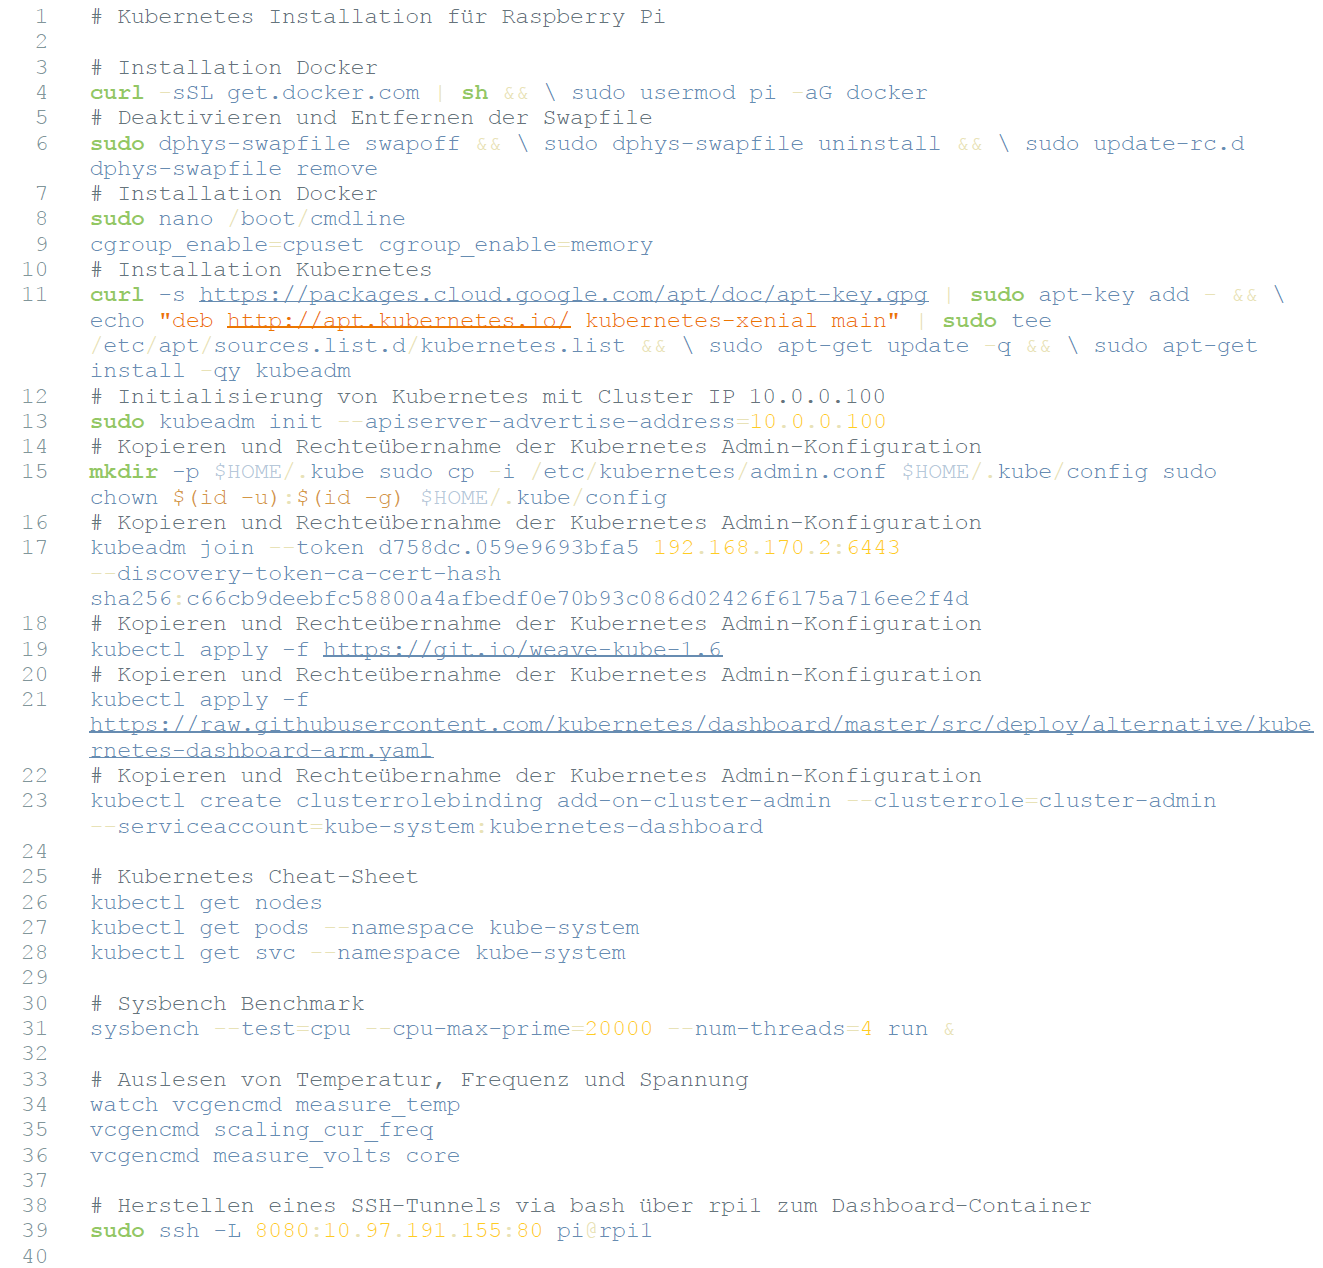 1 # Kubernetes Installation für Raspberry Pi
2
3 # Installation Docker
4 curl -sSL get.docker.com | sh && \ sudo usermod pi -aG docker
5 # Deaktivieren und Entfernen der Swapfile
6 sudo dphys-swapfile swapoff && \ sudo dphys-swapfile uninstall && \ sudo update-rc.d
dphys-swapfile remove
7 # Installation Docker
8 sudo nano /boot/cmdline
9 cgroup_enable=cpuset cgroup_enable=memory
10 # Installation Kubernetes
11 curl -s https://packages.cloud.google.com/apt/doc/apt-key.gpg | sudo apt-key add - && \
echo "deb http://apt.kubernetes.io/ kubernetes-xenial main" | sudo tee
/etc/apt/sources.list.d/kubernetes.list && \ sudo apt-get update -q && \ sudo apt-get
install -qy kubeadm
12 # Initialisierung von Kubernetes mit Cluster IP 10.0.0.100
13 sudo kubeadm init --apiserver-advertise-address=10.0.0.100
14 # Kopieren und Rechteübernahme der Kubernetes Admin-Konfiguration
15 mkdir -p $HOME/.kube sudo cp -i /etc/kubernetes/admin.conf $HOME/.kube/config sudo
chown $(id -u):$(id -g) $HOME/.kube/config
16 # Kopieren und Rechteübernahme der Kubernetes Admin-Konfiguration
17 kubeadm join --token d758dc.059e9693bfa5 192.168.170.2:6443
--discovery-token-ca-cert-hash
sha256:c66cb9deebfc58800a4afbedf0e70b93c086d02426f6175a716ee2f4d
18 # Kopieren und Rechteübernahme der Kubernetes Admin-Konfiguration
19 kubectl apply -f https://git.io/weave-kube-1.6
20 # Kopieren und Rechteübernahme der Kubernetes Admin-Konfiguration
21 kubectl apply -f
https://raw.githubusercontent.com/kubernetes/dashboard/master/src/deploy/alternative/kube
rnetes-dashboard-arm.yaml
22 # Kopieren und Rechteübernahme der Kubernetes Admin-Konfiguration
23 kubectl create clusterrolebinding add-on-cluster-admin --clusterrole=cluster-admin
--serviceaccount=kube-system:kubernetes-dashboard
24
25 # Kubernetes Cheat-Sheet
26 kubectl get nodes
27 kubectl get pods --namespace kube-system
28 kubectl get svc --namespace kube-system
29
30 # Sysbench Benchmark
31 sysbench --test=cpu --cpu-max-prime=20000 --num-threads=4 run &
32
33 # Auslesen von Temperatur, Frequenz und Spannung
34 watch vcgencmd measure_temp
35 vcgencmd scaling_cur_freq
36 vcgencmd measure_volts core
37
38 # Herstellen eines SSH-Tunnels via bash über rpi1 zum Dashboard-Container
39 sudo ssh -L 8080:10.97.191.155:80 pi@rpi1
40